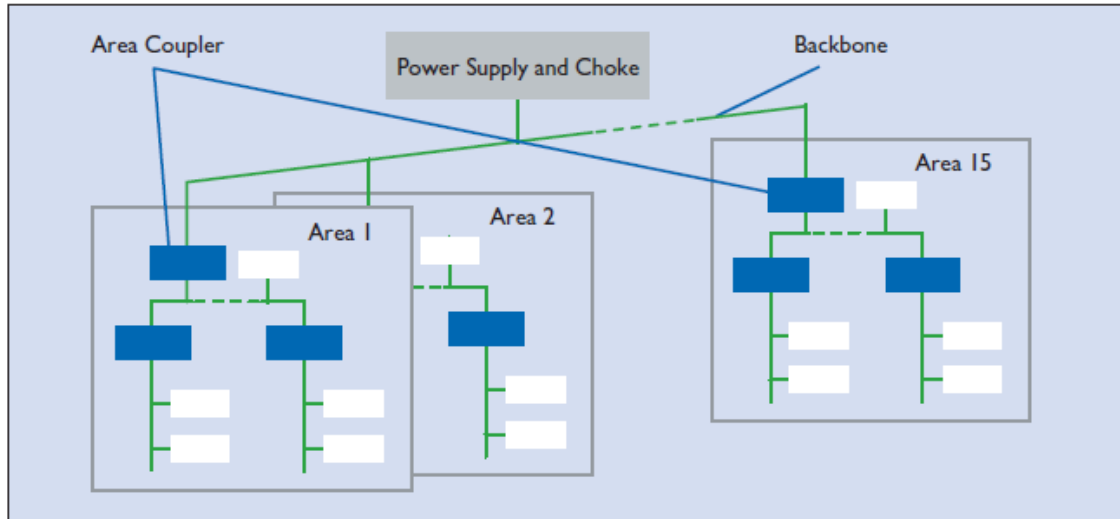 Area Coupler
Backbone
Power Supply and Choke
Area 15
Area 2
Area 1